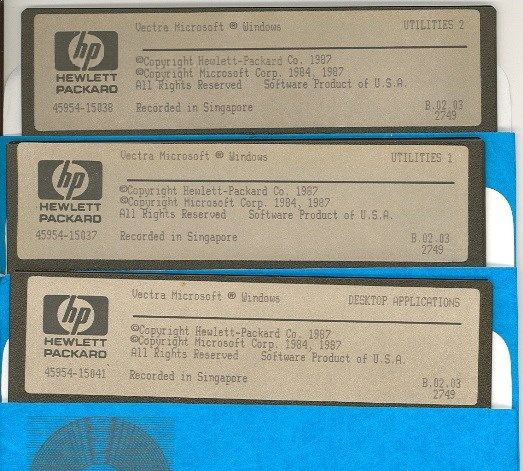 Vectra Microsoft ® Windows UTILITIES 2
hp
HEWLETT
PACKARD
©Copyright Hewlett-Packard Co. 1987
©Copyright Microsoft Corp. 1984, 1987
All Rights Reserved Software Product of U.S.A.
45954-15038 Recorded in Singapore B.02.03
2749
Vectra Microsoft ® Windows UTILITIES 1
hp
HEWLETT
PACKARD
©Copyright Hewlett-Packard Co. 1987
©Copyright Microsoft Corp. 1984, 1987
All Rights Reserved Software Product of U.S.A.
45954-15037 Recorded in Singapore B.02.03
2749
Vectra Microsoft ® Windows DESKTOP APPLICATIONS
hp
HEWLETT
PACKARD
©Copyright Hewlett-Packard Co. 1987
©Copyright Microsoft Corp. 1984, 1987
All Rights Reserved Software Product of U.S.A.
45954-15041 Recorded in Singapore B.02.03
2749